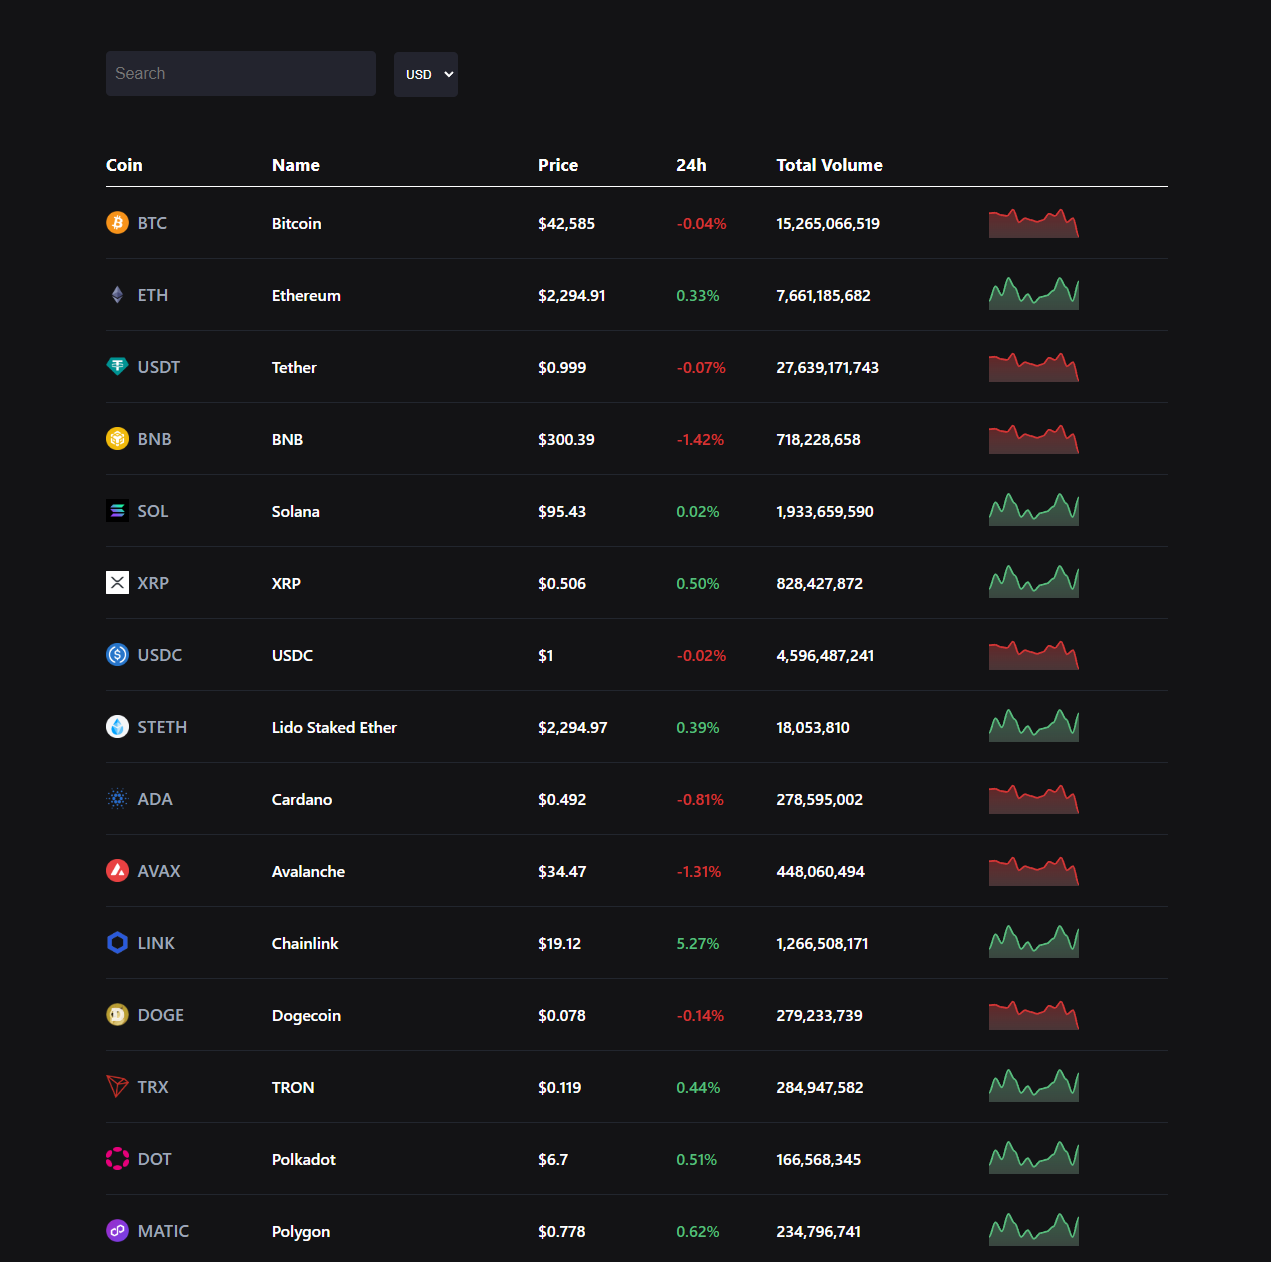 Search USD
Coin Name Price 24h Total Volume
BTC Bitcoin $42,585 -0.04% 15,265,066,519
ETH Ethereum $2,294.91 0.33% 7,661,185,682
USDT Tether $0.999 -0.07% 27,639,171,743
BNB BNB $300.39 -1.42% 718,228,658
SOL Solana $95.43 0.02% 1,933,659,590
XRP XRP $0.506 0.50% 828,427,872
USDC USDC $1 -0.02% 4,596,487,241
STETH Lido Staked Ether $2,294.97 0.39% 18,053,810
ADA Cardano $0.492 -0.81% 278,595,002
AVAX Avalanche $34.47 -1.31% 448,060,494
LINK Chainlink $19.12 5.27% 1,266,508,171
DOGE Dogecoin $0.078 -0.14% 279,233,739
TRX TRON $0.119 0.44% 284,947,582
DOT Polkadot $6.7 0.51% 166,568,345
MATIC Polygon $0.778 0.62% 234,796,741